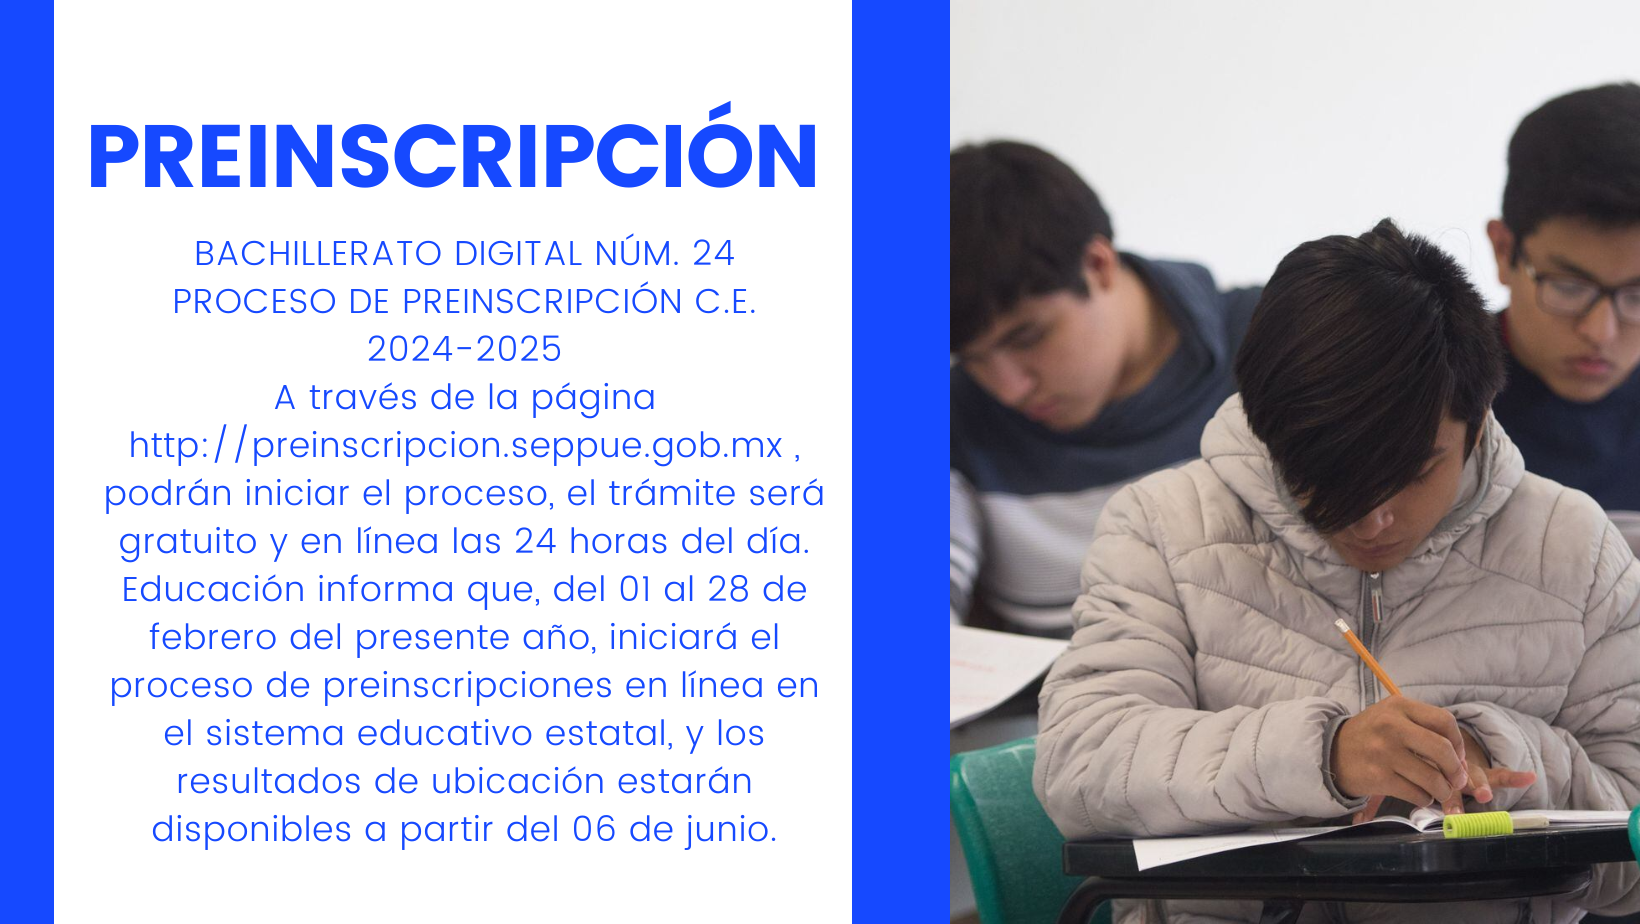 PREINSCRIPCIÓN
BACHILLERATO DIGITAL NÚM. 24
PROCESO DE PREINSCRIPCIÓN C.E.
2024-2025
A través de la página
http://preinscripcion.seppue.gob.mx ,
podrán iniciar el proceso, el trámite será
gratuito y en línea las 24 horas del día.
Educación informa que, del 01 al 28 de
febrero del presente año, iniciará el
proceso de preinscripciones en línea en
el sistema educativo estatal, y los
resultados de ubicación estarán
disponibles a partir del 06 de junio.